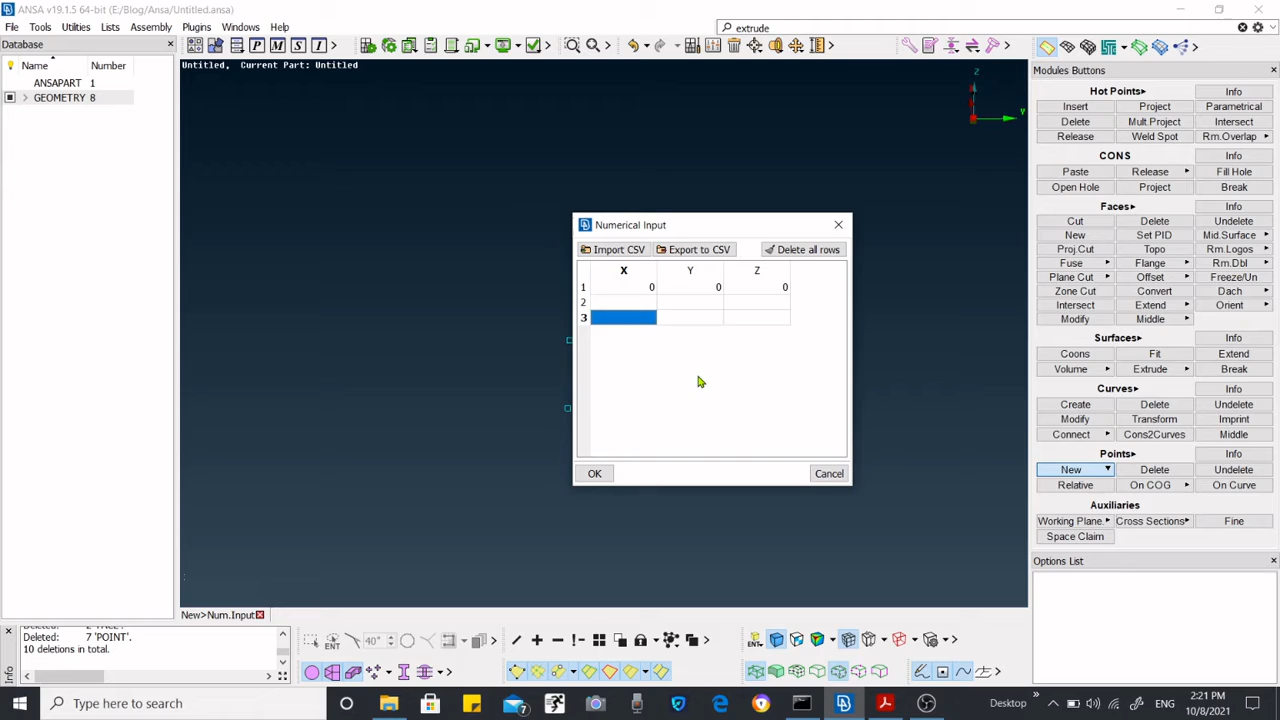 ANSA v19.1.5 64-bit (E:/Blog/Ansa/Untitled.ansa)
File Tools Utilities Lists Assembly Plugins Windows Help
extrude
Database
P M S I
Modules Buttons
Name Number
ANSAPART 1
GEOMETRY 8
Untitled, Current Part: Untitled
Z
Y
Numerical Input
Import CSV Export to CSV Delete all rows
X Y Z
1 0 0 0
2
3
OK Cancel
Hot Points Info
Insert Project Parametrical
Delete Mult Project Intersect
Release Weld Spot Rm.Overlap
CONS Info
Paste Release Fill Hole
Open Hole Project Break
Faces Info
Cut Delete Undelete
New Set PID Mid.Surface
Proj.Cut Topo Rm.Logos
Fuse Flange Rm.Dbl
Plane Cut Offset Freeze/Un
Zone Cut Convert Dach
Intersect Extend Orient
Modify Middle
Surfaces Info
Coons Fit Extend
Volume Extrude Break
Curves Info
Create Delete Undelete
Modify Transform Imprint
Connect Cons2Curves Middle
Points Info
New Delete Undelete
Relative On COG On Curve
Auxiliaries
Working Plane. Cross Sections Fine
Space Claim
Options List
New>Num.Input
Deleted: 7 'POINT'.
10 deletions in total.
Info
ENT 40°
ENT
Type here to search
7
Desktop
ENG
2:21 PM
10/8/2021